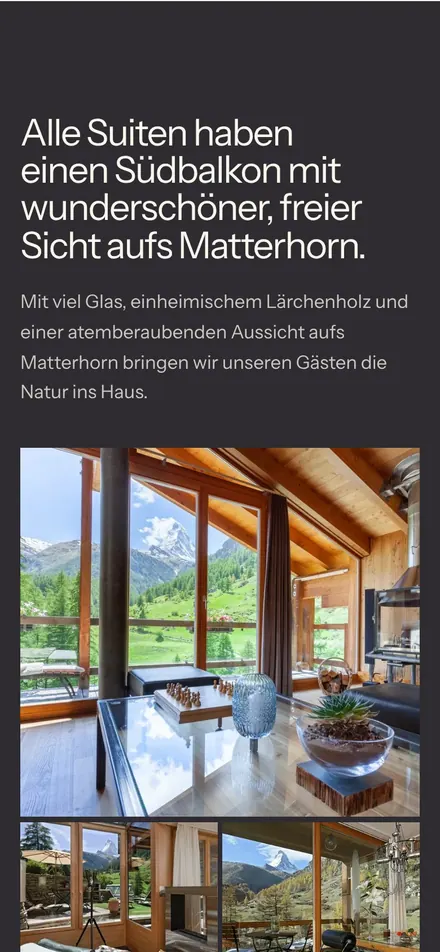 Alle Suiten haben
einen Südbalkon mit
wunderschöner, freier
Sicht aufs Matterhorn.
Mit viel Glas, einheimischem Lärchenholz und
einer atemberaubenden Aussicht aufs
Matterhorn bringen wir unseren Gästen die
Natur ins Haus.